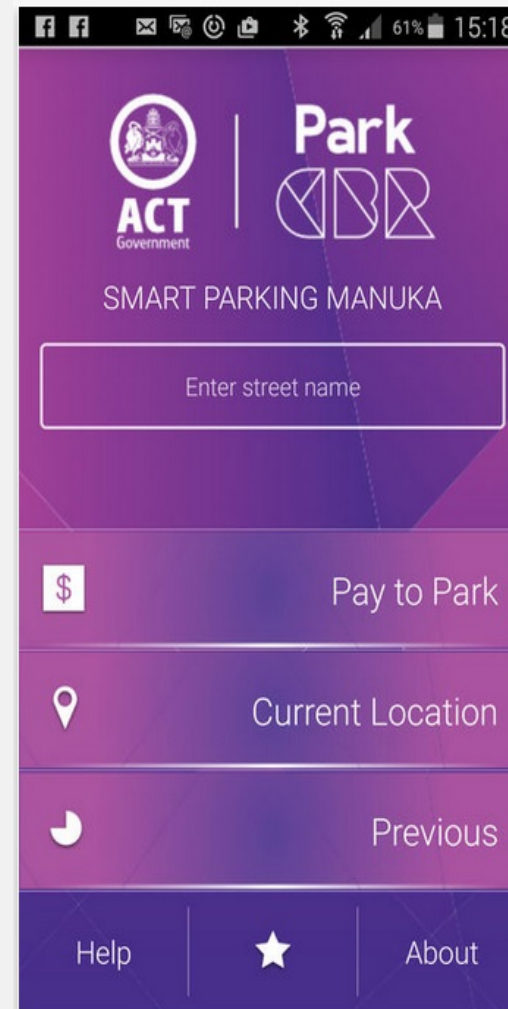 61% 15:18
ACT
Government
Park
CBR
SMART PARKING MANUKA
Enter street name
$ Pay to Park
Current Location
Previous
Help
About